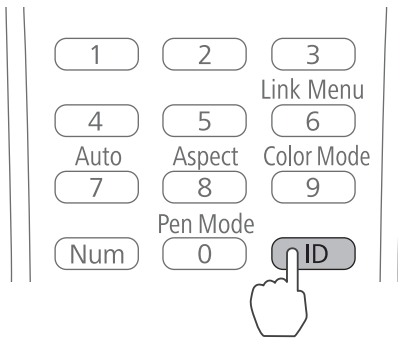 1 2 3
Link Menu
4 5 6
Auto Aspect Color Mode
7 8 9
Pen Mode
Num 0 ID